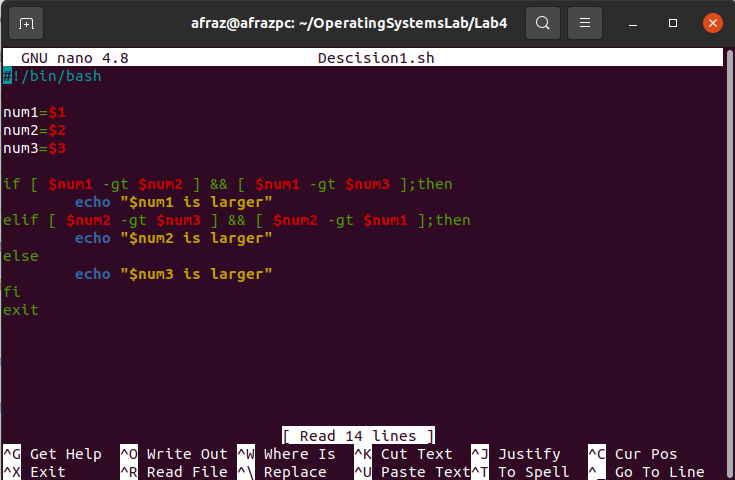 afraz@afrazpc: ~/OperatingSystemsLab/Lab4
GNU nano 4.8 Descision1.sh
#!/bin/bash
num1=$1
num2=$2
num3=$3
if [ $num1 -gt $num2 ] && [ $num1 -gt $num3 ];then
echo "$num1 is larger"
elif [ $num2 -gt $num3 ] && [ $num2 -gt $num1 ];then
echo "$num2 is larger"
else
echo "$num3 is larger"
fi
exit
[ Read 14 lines ]
^G Get Help ^O Write Out ^W Where Is ^K Cut Text ^J Justify ^C Cur Pos
^X Exit ^R Read File ^\ Replace ^U Paste Text^T To Spell ^_ Go To Line